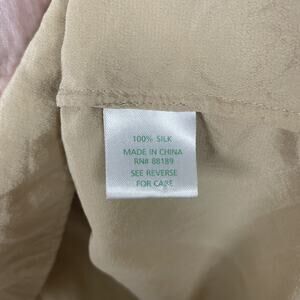 100% SILK
MADE IN CHINA
RN# 88189
SEE REVERSE
FOR CARE